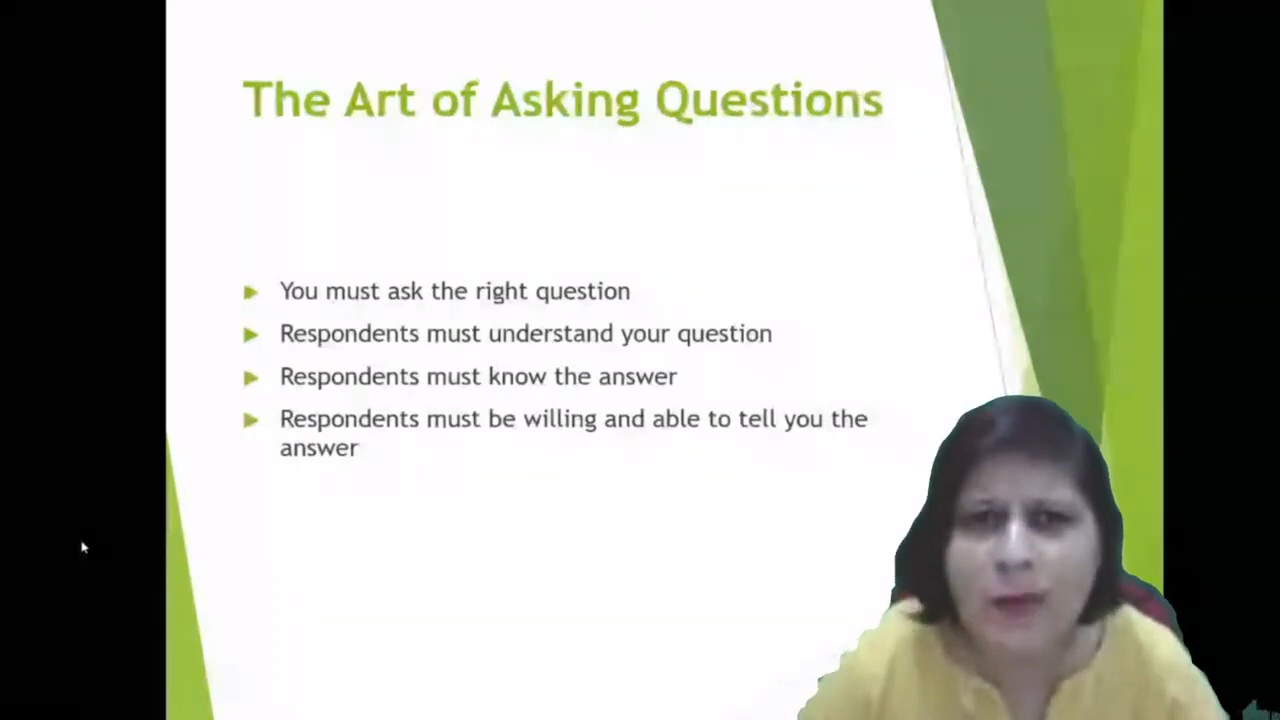 The Art of Asking Questions
You must ask the right question
Respondents must understand your question
Respondents must know the answer
Respondents must be willing and able to tell you the
answer